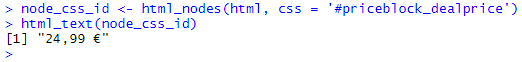 > node_css_id <- html_nodes(html, css = '#priceblock_dealprice')
> html_text(node_css_id)
[1] "24,99 €"
>